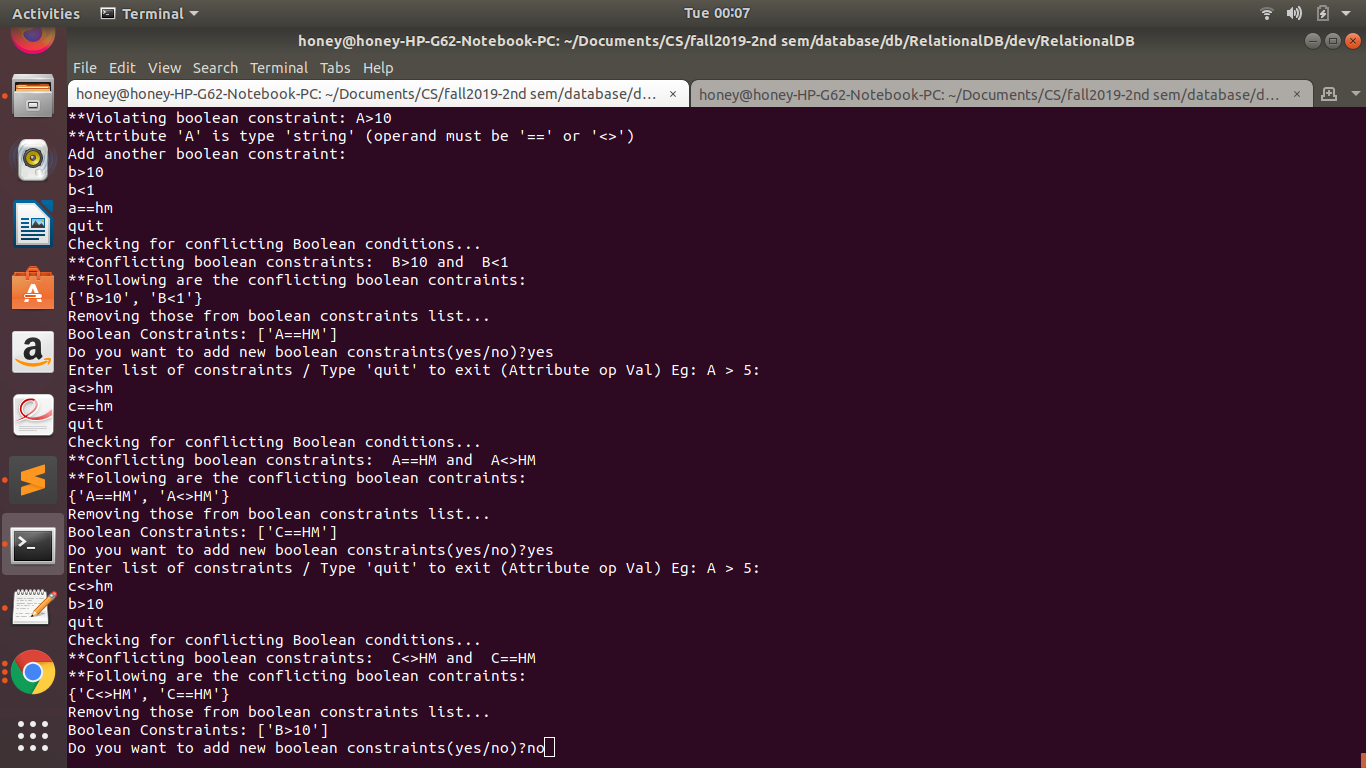 Activities Terminal Tue 00:07
honey@honey-HP-G62-Notebook-PC: ~/Documents/CS/fall2019-2nd sem/database/db/RelationalDB/dev/RelationalDB
File Edit View Search Terminal Tabs Help
honey@honey-HP-G62-Notebook-PC: ~/Documents/CS/fall2019-2nd sem/database/d... × honey@honey-HP-G62-Notebook-PC: ~/Documents/CS/fall2019-2nd sem/database/d... ×
**Violating boolean constraint: A>10
**Attribute 'A' is type 'string' (operand must be '==' or '<>')
Add another boolean constraint:
b>10
b<1
a==hm
quit
Checking for conflicting Boolean conditions...
**Conflicting boolean constraints:  B>10 and  B<1
**Following are the conflicting boolean contraints:
{'B>10', 'B<1'}
Removing those from boolean constraints list...
Boolean Constraints: ['A==HM']
Do you want to add new boolean constraints(yes/no)?yes
Enter list of constraints / Type 'quit' to exit (Attribute op Val) Eg: A > 5:
a<>hm
c==hm
quit
Checking for conflicting Boolean conditions...
**Conflicting boolean constraints:  A==HM and  A<>HM
**Following are the conflicting boolean contraints:
{'A==HM', 'A<>HM'}
Removing those from boolean constraints list...
Boolean Constraints: ['C==HM']
Do you want to add new boolean constraints(yes/no)?yes
Enter list of constraints / Type 'quit' to exit (Attribute op Val) Eg: A > 5:
c<>hm
b>10
quit
Checking for conflicting Boolean conditions...
**Conflicting boolean constraints:  C<>HM and  C==HM
**Following are the conflicting boolean contraints:
{'C<>HM', 'C==HM'}
Removing those from boolean constraints list...
Boolean Constraints: ['B>10']
Do you want to add new boolean constraints(yes/no)?no